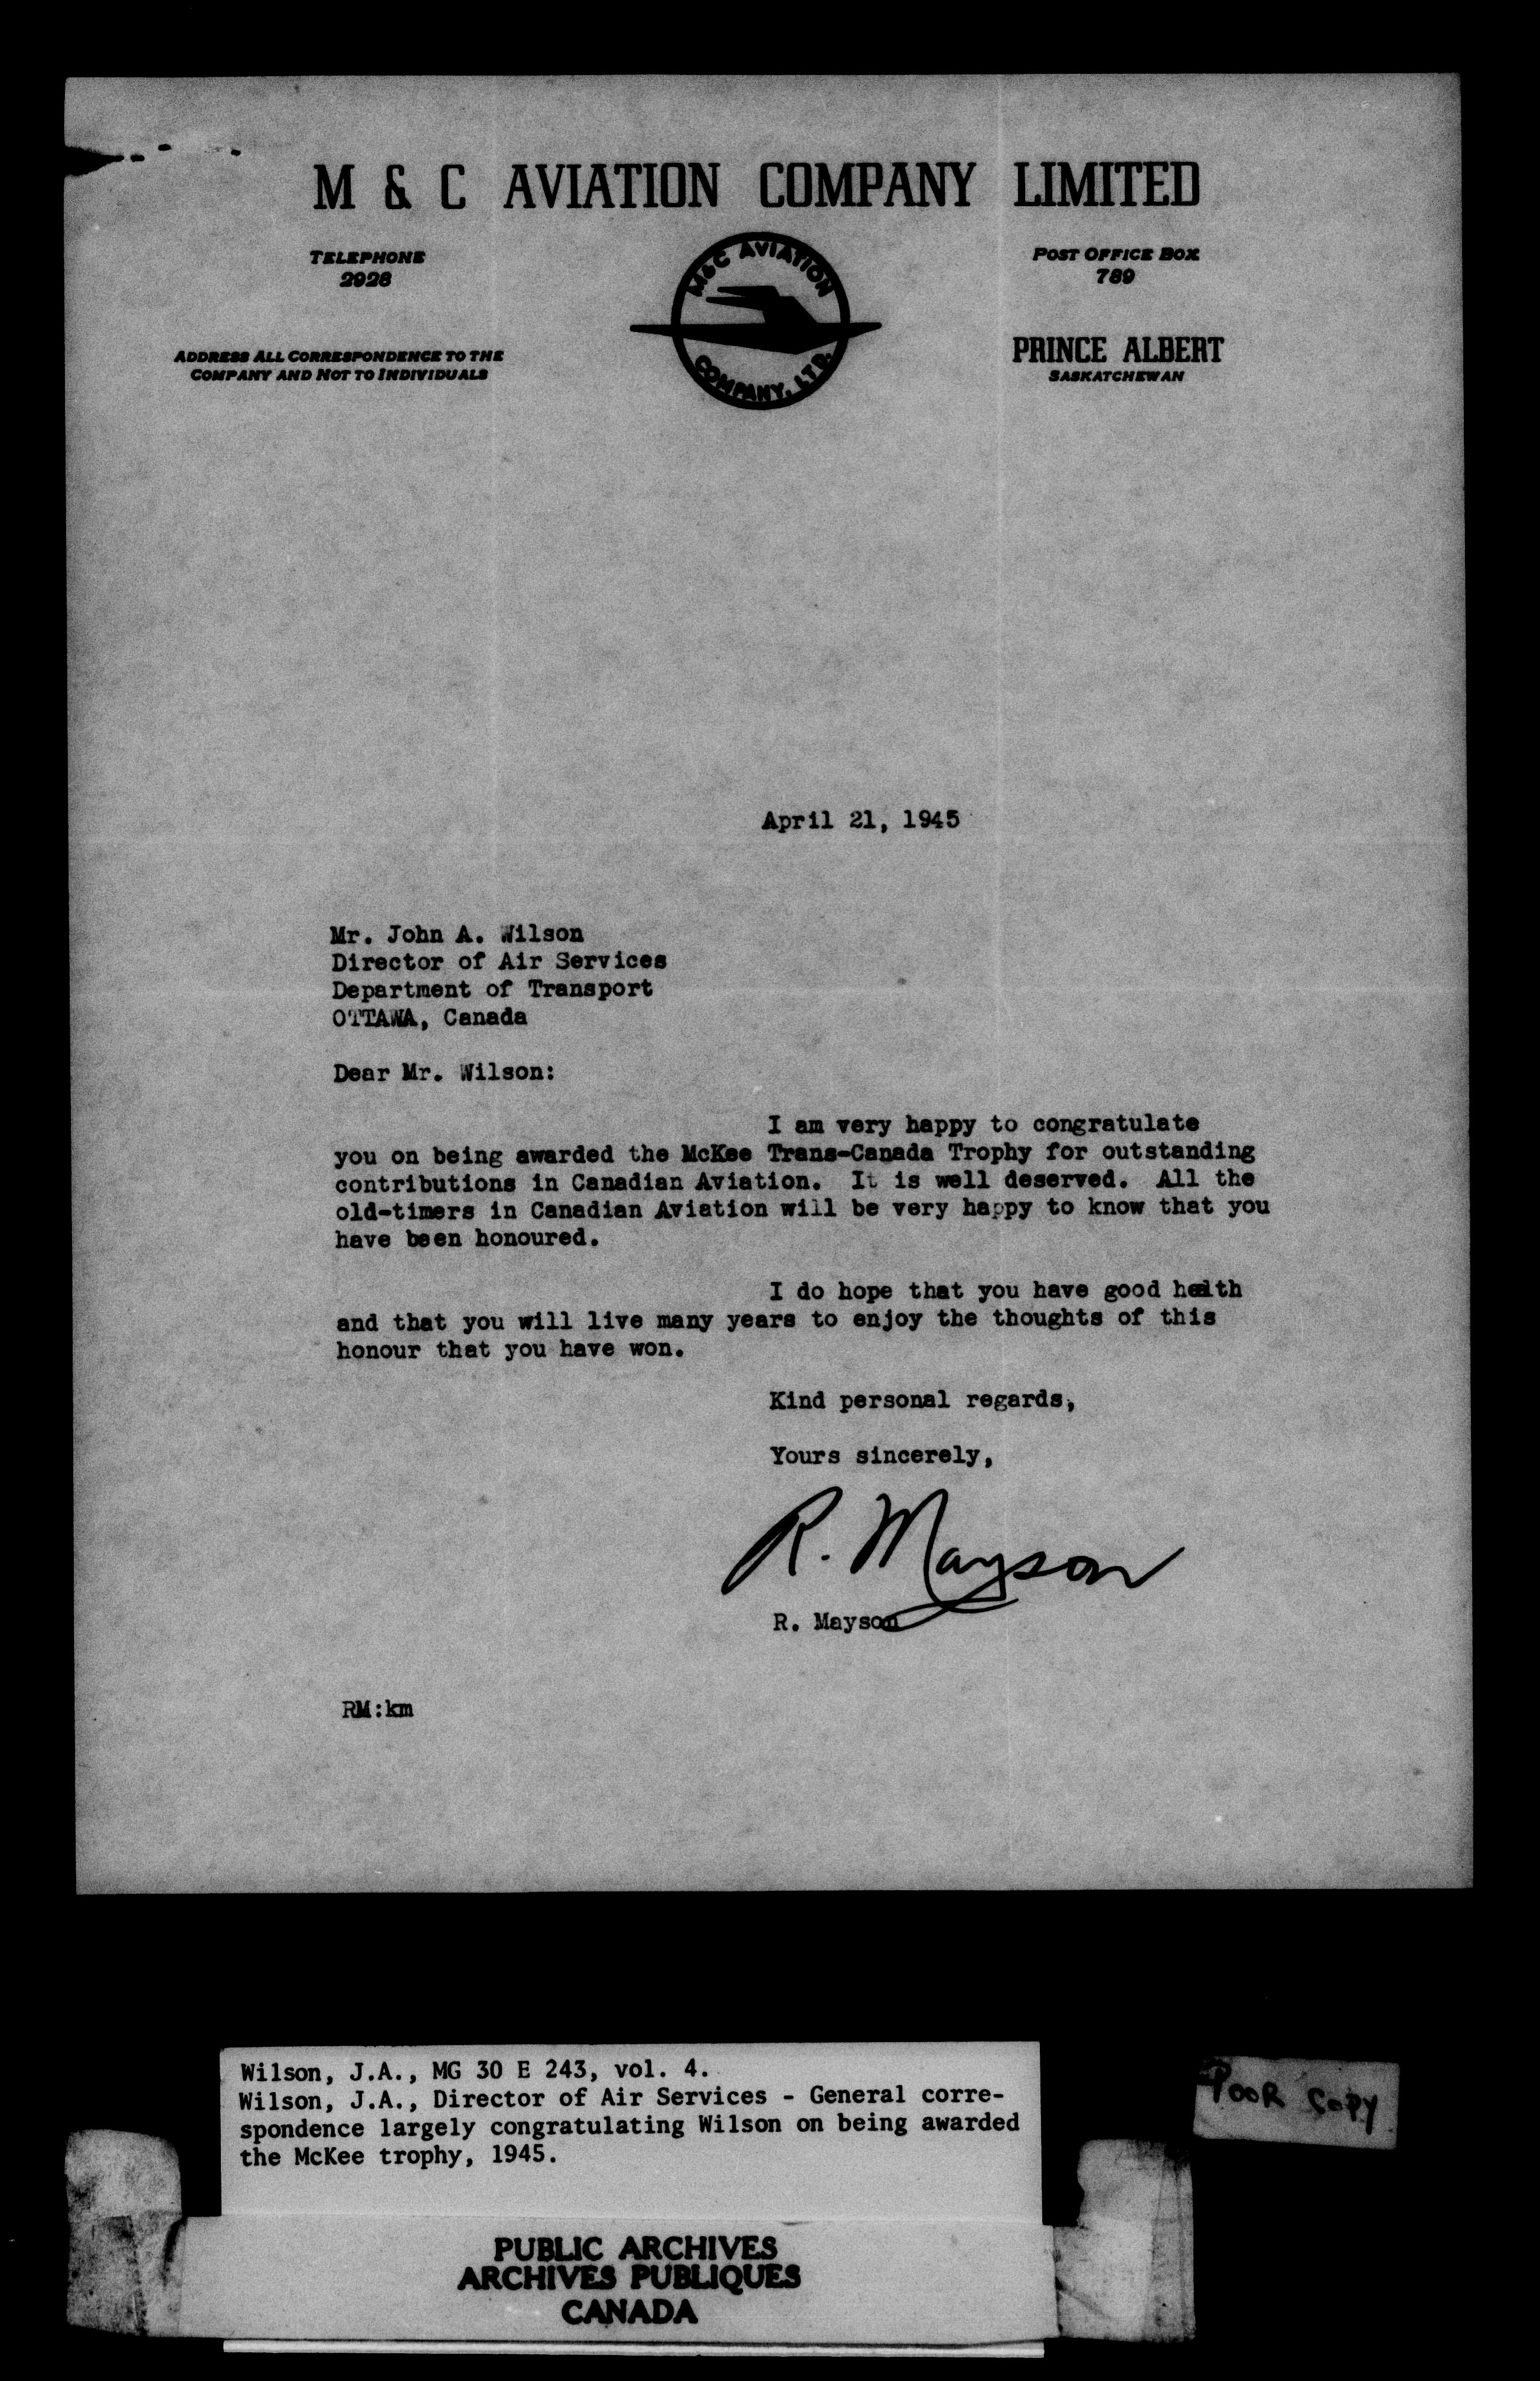 M & C AVIATION COMPANY LIMITED
TELEPHONE
2928
POST OFFICE BOX
789
M&C AVIATION
COMPANY, LTD.
ADDRESS ALL CORRESPONDENCE TO THE
COMPANY AND NOT TO INDIVIDUALS
PRINCE ALBERT
SASKATCHEWAN
April 21, 1945
Mr. John A. Wilson
Director of Air Services
Department of Transport
OTTAWA, Canada
Dear Mr. Wilson:
I am very happy to congratulate
you on being awarded the McKee Trans-Canada Trophy for outstanding
contributions in Canadian Aviation. It is well deserved. All the
old-timers in Canadian Aviation will be very happy to know that you
have been honoured.
I do hope that you have good health
and that you will live many years to enjoy the thoughts of this
honour that you have won.
Kind personal regards,
Yours sincerely,
R. Mayson
R. Mayson
RM:km
Wilson, J.A., MG 30 E 243, vol. 4.
Wilson, J.A., Director of Air Services - General corre-
spondence largely congratulating Wilson on being awarded
the McKee trophy, 1945.
POOR COPY
PUBLIC ARCHIVES
ARCHIVES PUBLIQUES
CANADA